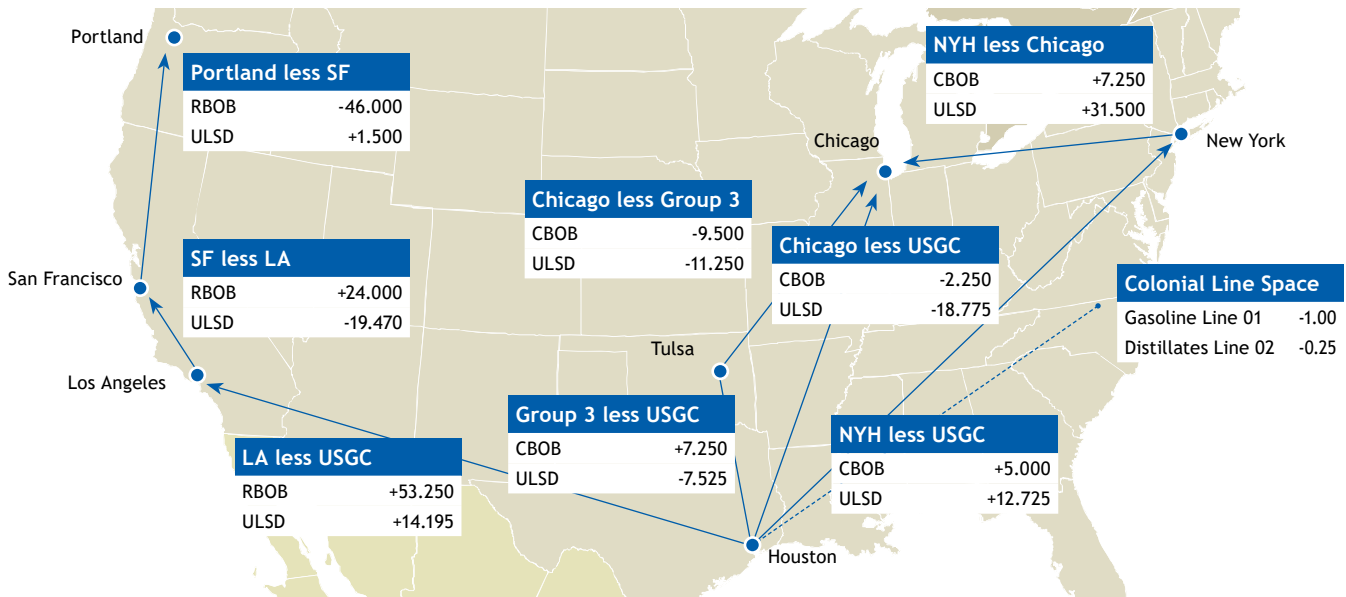 Portland
Portland less SF
RBOB -46.000
ULSD +1.500
NYH less Chicago
CBOB +7.250
ULSD +31.500
Chicago
New York
Chicago less Group 3
CBOB -9.500
ULSD -11.250
Chicago less USGC
CBOB -2.250
ULSD -18.775
San Francisco
SF less LA
RBOB +24.000
ULSD -19.470
Colonial Line Space
Gasoline Line 01 -1.00
Distillates Line 02 -0.25
Tulsa
Los Angeles
Group 3 less USGC
CBOB +7.250
ULSD -7.525
NYH less USGC
CBOB +5.000
ULSD +12.725
LA less USGC
RBOB +53.250
ULSD +14.195
Houston